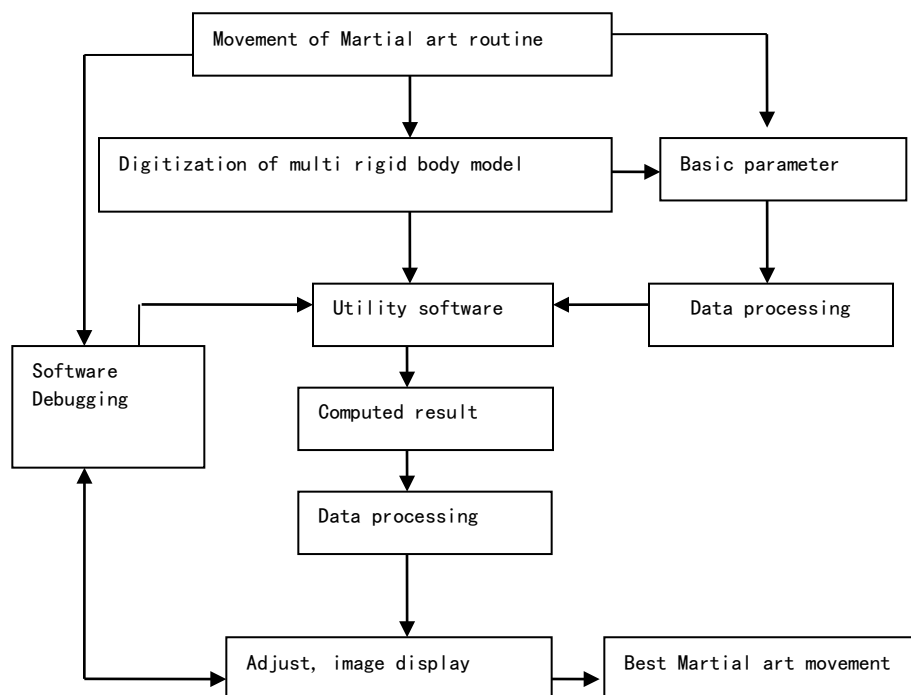 Movement of Martial art routine
Digitization of multi rigid body model
Basic parameter
Utility software
Data processing
Software
Debugging
Computed result
Data processing
Adjust, image display
Best Martial art movement